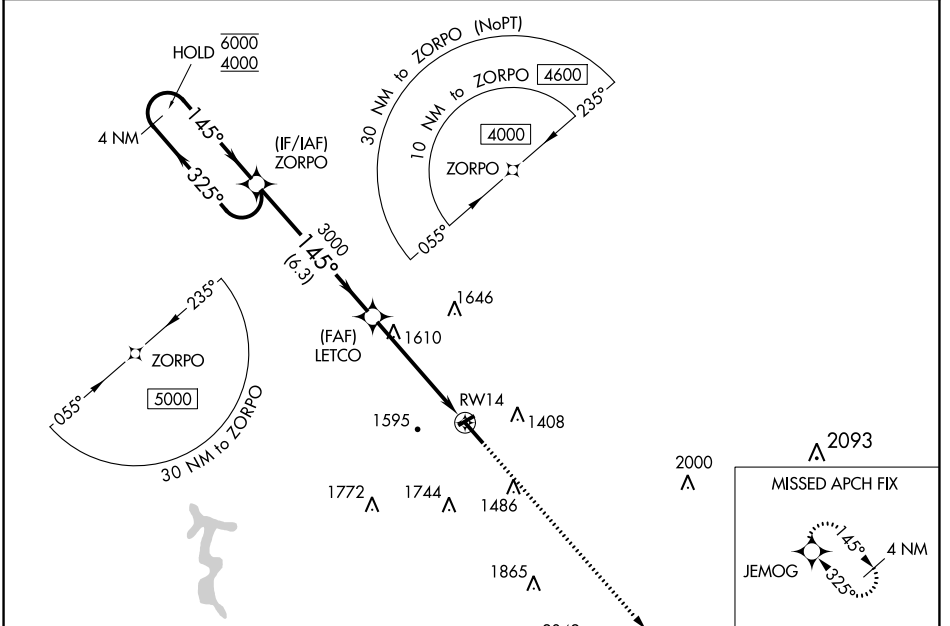 HOLD 6000
4000
4 NM
145°
325°
(IF/IAF)
ZORPO
30 NM to ZORPO (NoPT)
4600
10 NM to ZORPO
235°
4000
ZORPO
055°
3000
145°
(6.3)
(FAF)
LETCO
1646
1610
235°
ZORPO
5000
055°
30 NM to ZORPO
RW14
1595
1408
2093
2000
1772
1744
1486
1865
MISSED APCH FIX
145°
4 NM
JEMOG
325°